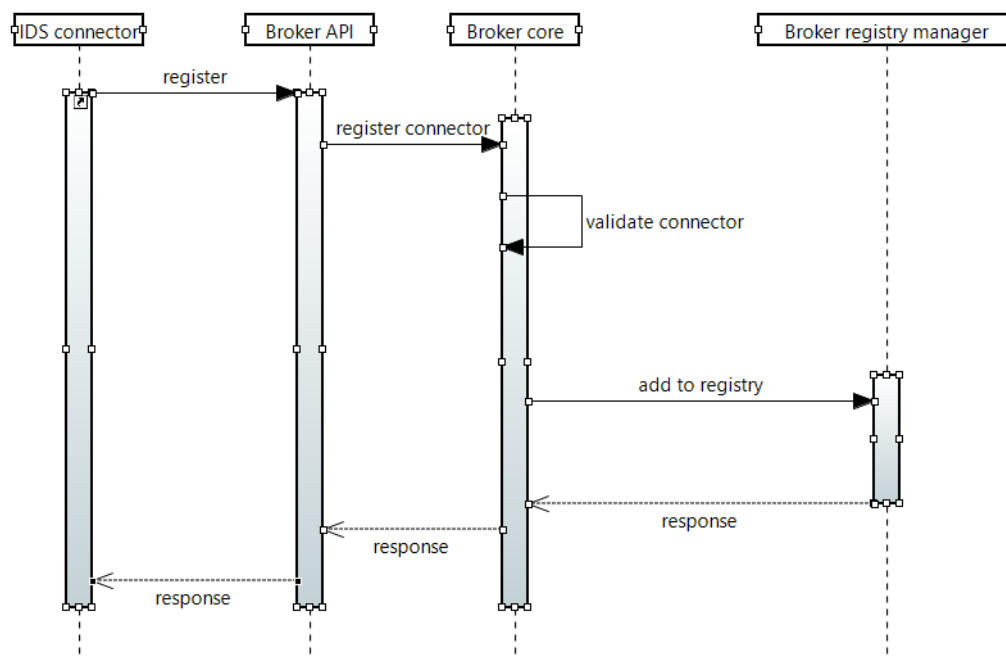 IDS connector
Broker API
Broker core
Broker registry manager
register
register connector
validate connector
add to registry
response
response
response